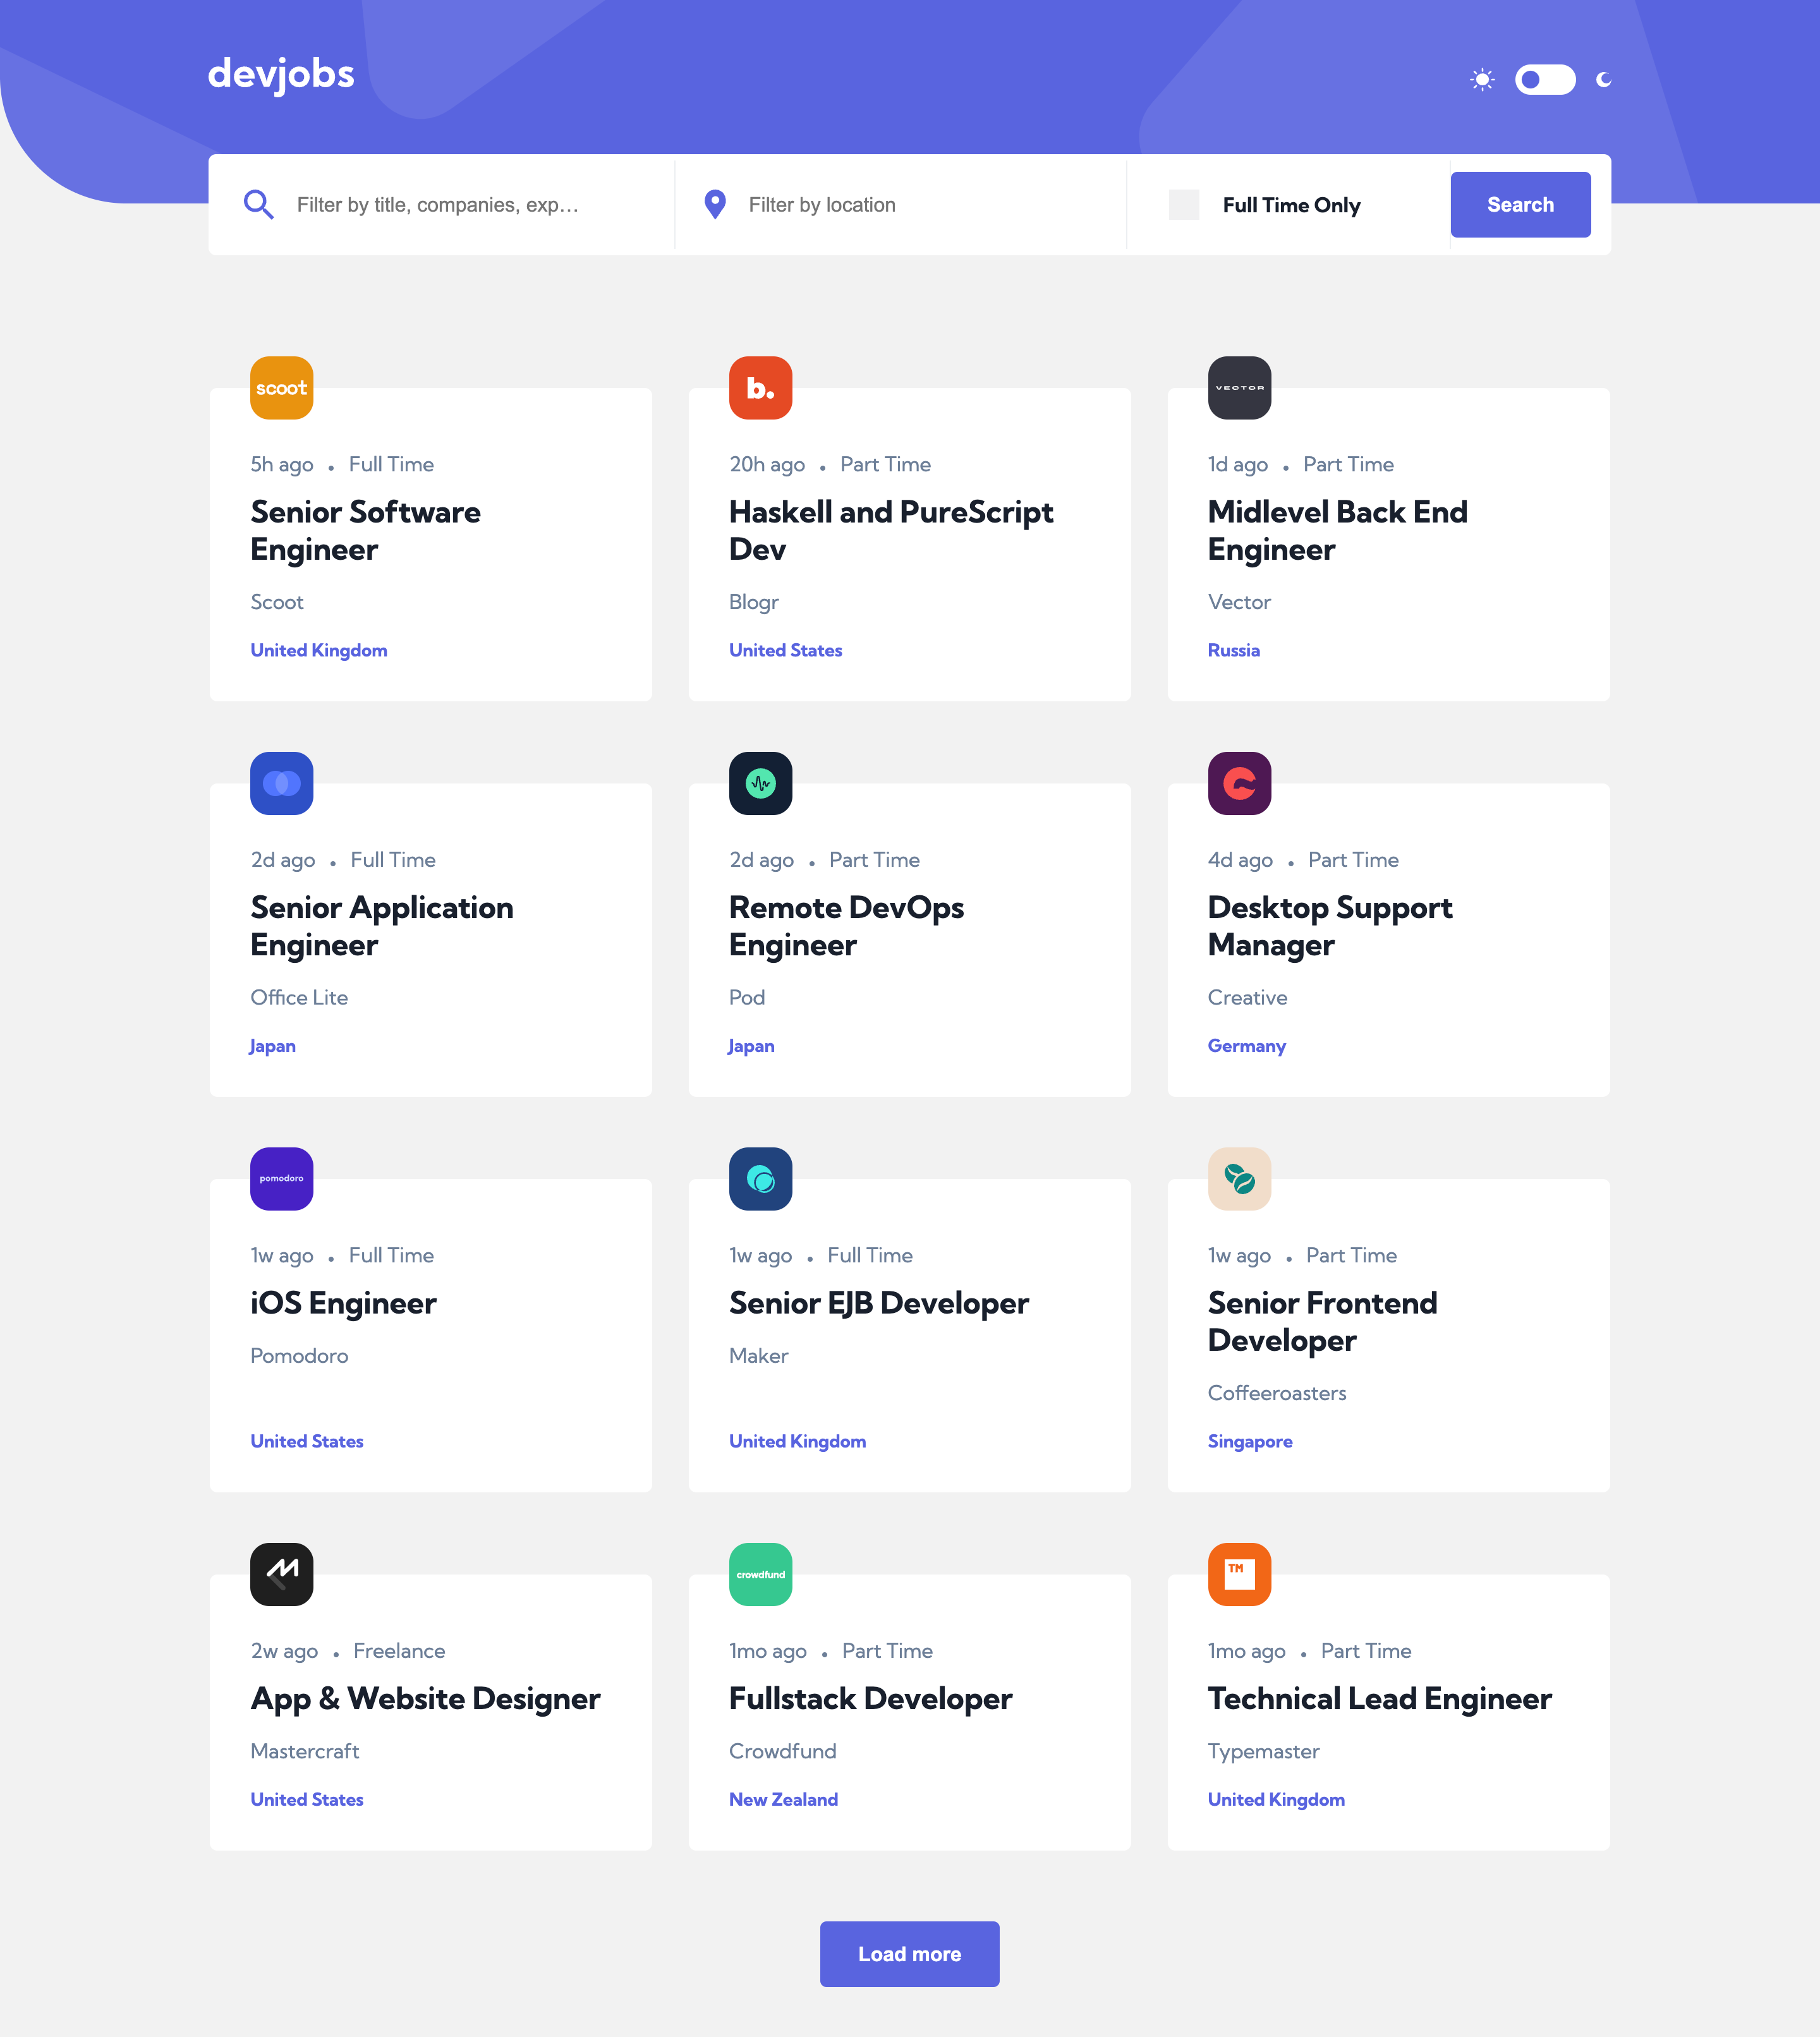 devjobs
Filter by title, companies, exp…
Filter by location
Full Time Only
Search
scoot
5h ago • Full Time
Senior Software
Engineer
Scoot
United Kingdom
b.
20h ago • Part Time
Haskell and PureScript
Dev
Blogr
United States
VECTOR
1d ago • Part Time
Midlevel Back End
Engineer
Vector
Russia
2d ago • Full Time
Senior Application
Engineer
Office Lite
Japan
2d ago • Part Time
Remote DevOps
Engineer
Pod
Japan
4d ago • Part Time
Desktop Support
Manager
Creative
Germany
pomodoro
1w ago • Full Time
iOS Engineer
Pomodoro
United States
1w ago • Full Time
Senior EJB Developer
Maker
United Kingdom
1w ago • Part Time
Senior Frontend
Developer
Coffeeroasters
Singapore
2w ago • Freelance
App & Website Designer
Mastercraft
United States
crowdfund
1mo ago • Part Time
Fullstack Developer
Crowdfund
New Zealand
TM
1mo ago • Part Time
Technical Lead Engineer
Typemaster
United Kingdom
Load more